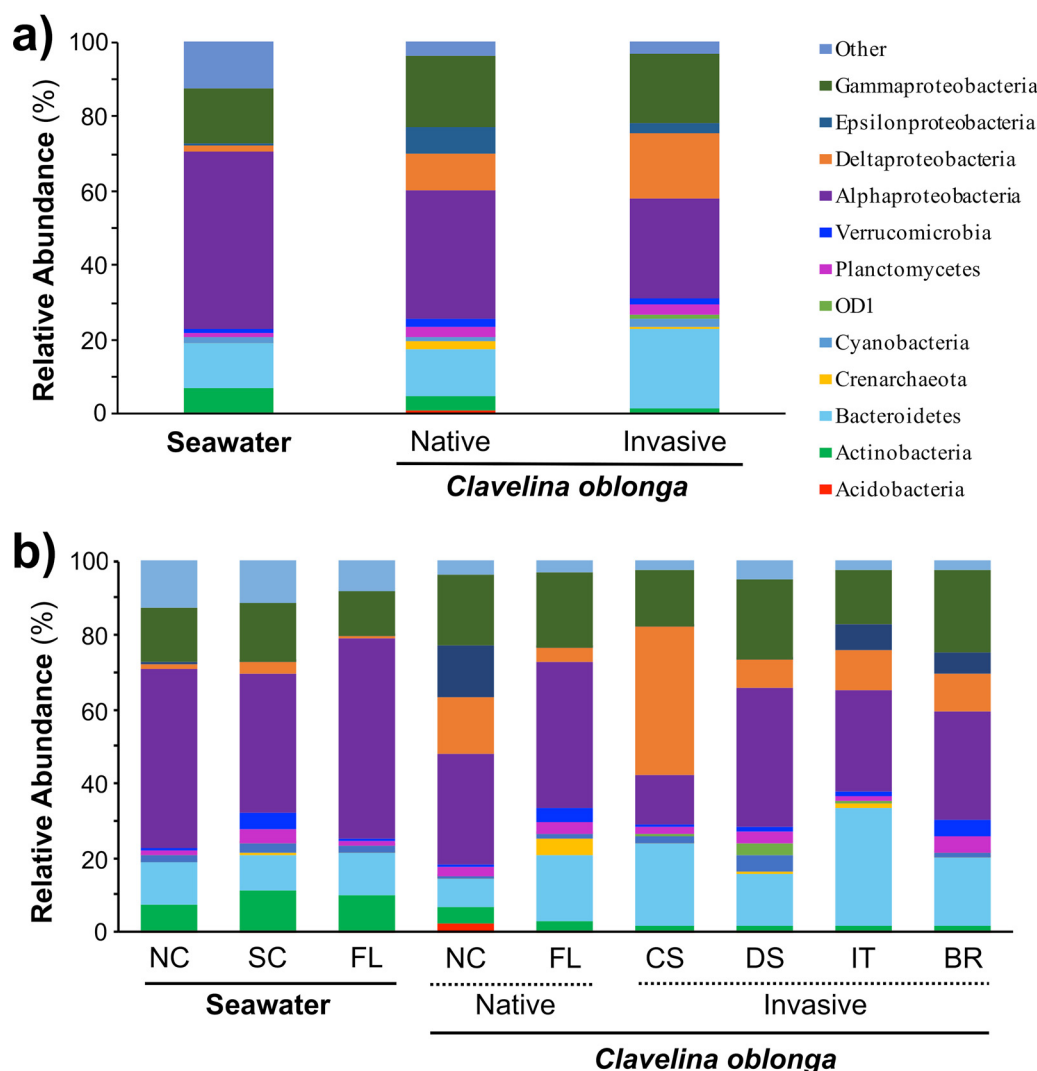 a)
Relative Abundance (%)
100
80
60
40
20
0
Seawater
Native
Invasive
Clavelina oblonga
Other
Gammaproteobacteria
Epsilonproteobacteria
Deltaproteobacteria
Alphaproteobacteria
Verrucomicrobia
Planctomycetes
OD1
Cyanobacteria
Crenarchaeota
Bacteroidetes
Actinobacteria
Acidobacteria
b)
Relative Abundance (%)
100
80
60
40
20
0
NC SC FL NC FL CS DS IT BR
Seawater Native Invasive
Clavelina oblonga